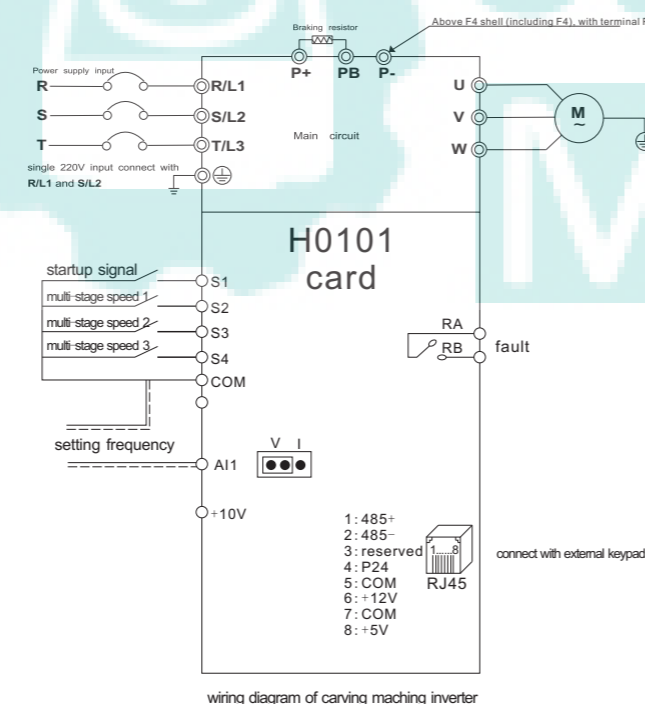 Braking resistor
Above F4 shell (including F4), with terminal
P+ PB P-
Power supply input
R R/L1
S S/L2
T T/L3
single 220V input connect with
R/L1 and S/L2
Main circuit
U
V
W
M
~
H0101
card
startup signal
S1
multi-stage speed 1
S2
multi-stage speed 2
S3
multi-stage speed 3
S4
COM
RA
RB
fault
setting frequency
V I
AI1
+10V
1:485+
2:485-
3:reserved
4:P24
5:COM
6:+12V
7:COM
8:+5V
1.....8
RJ45
connect with external keypad
wiring diagram of carving maching inverter